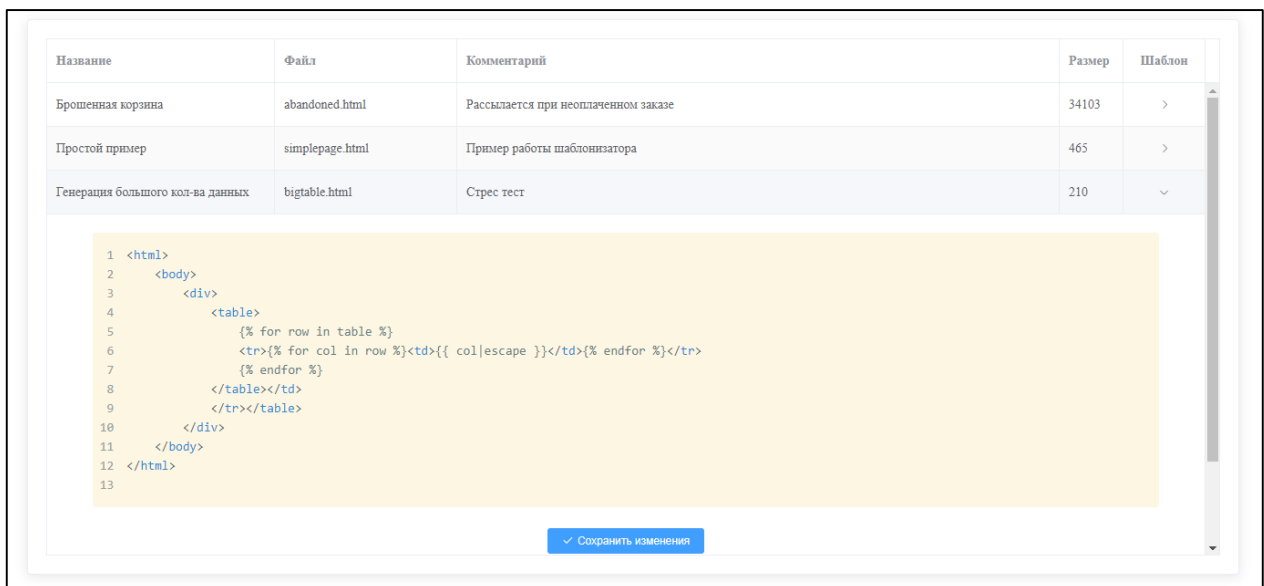 Название Файл Комментарий Размер Шаблон
Брошенная корзина abandoned.html Рассылается при неоплаченном заказе 34103
Простой пример simplepage.html Пример работы шаблонизатора 465
Генерация большого кол-ва данных bigtable.html Стрес тест 210
1 <html>
2     <body>
3         <div>
4             <table>
5                 {% for row in table %}
6                 <tr>{% for col in row %}<td>{{ col|escape }}</td>{% endfor %}</tr>
7                 {% endfor %}
8             </table></td>
9             </tr></table>
10         </div>
11     </body>
12 </html>
13
Сохранить изменения